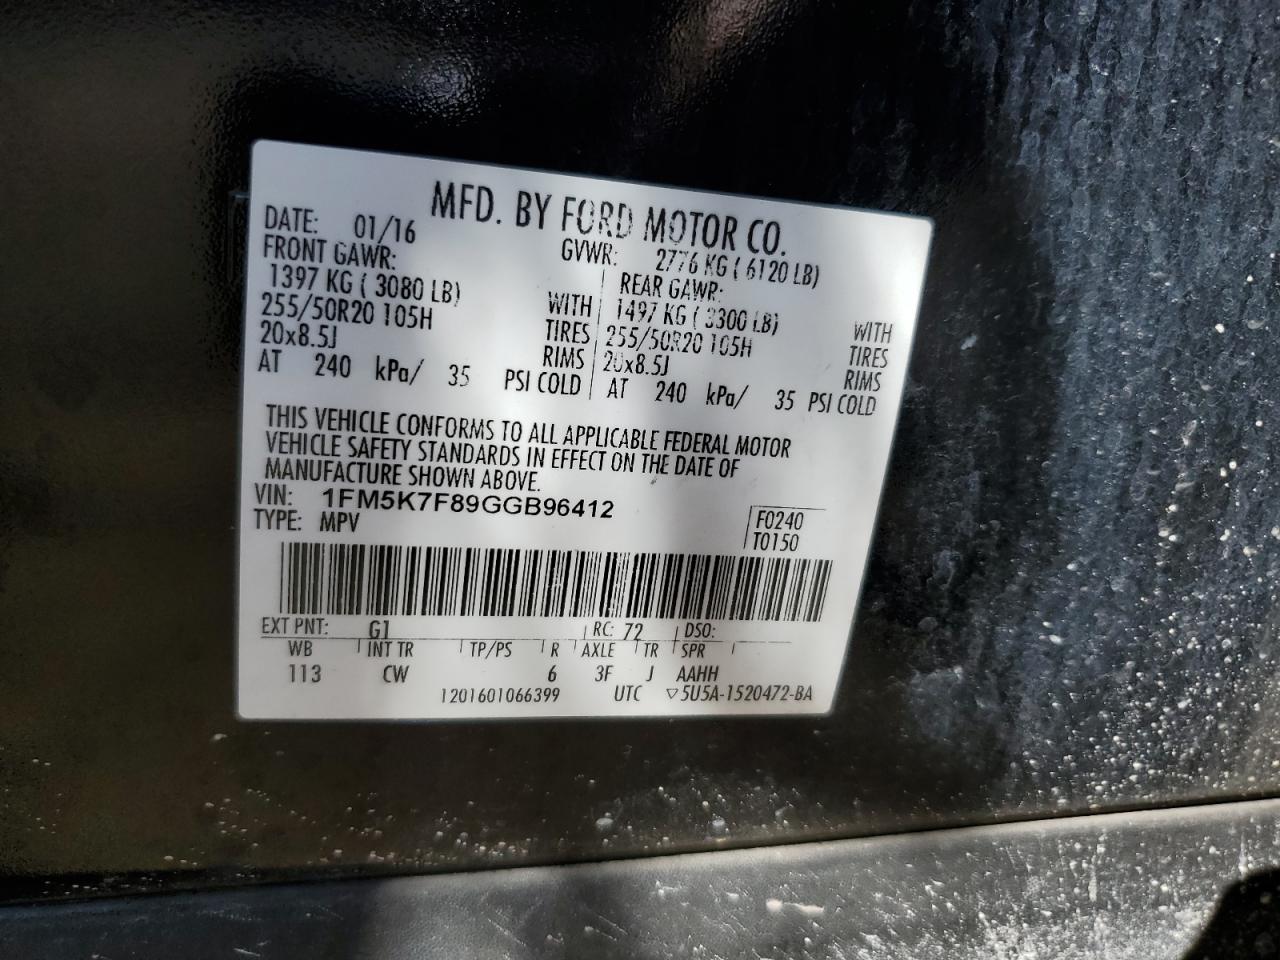 MFD. BY FORD MOTOR CO.
DATE: 01/16 GVWR: 2776 KG ( 6120 LB)
FRONT GAWR: REAR GAWR:
1397 KG ( 3080 LB) WITH 1497 KG ( 3300 LB) WITH
255/50R20 105H TIRES 255/50R20 105H TIRES
20x8.5J RIMS 20x8.5J RIMS
AT 240 kPa/ 35 PSI COLD AT 240 kPa/ 35 PSI COLD
THIS VEHICLE CONFORMS TO ALL APPLICABLE FEDERAL MOTOR
VEHICLE SAFETY STANDARDS IN EFFECT ON THE DATE OF
MANUFACTURE SHOWN ABOVE.
VIN: 1FM5K7F89GGB96412 F0240
TYPE: MPV T0150
EXT PNT: G1 RC: 72 DSO:
WB INT TR TP/PS R AXLE TR SPR
113 CW 6 3F J AAHH
1201601066399 UTC ▽5U5A-1520472-BA